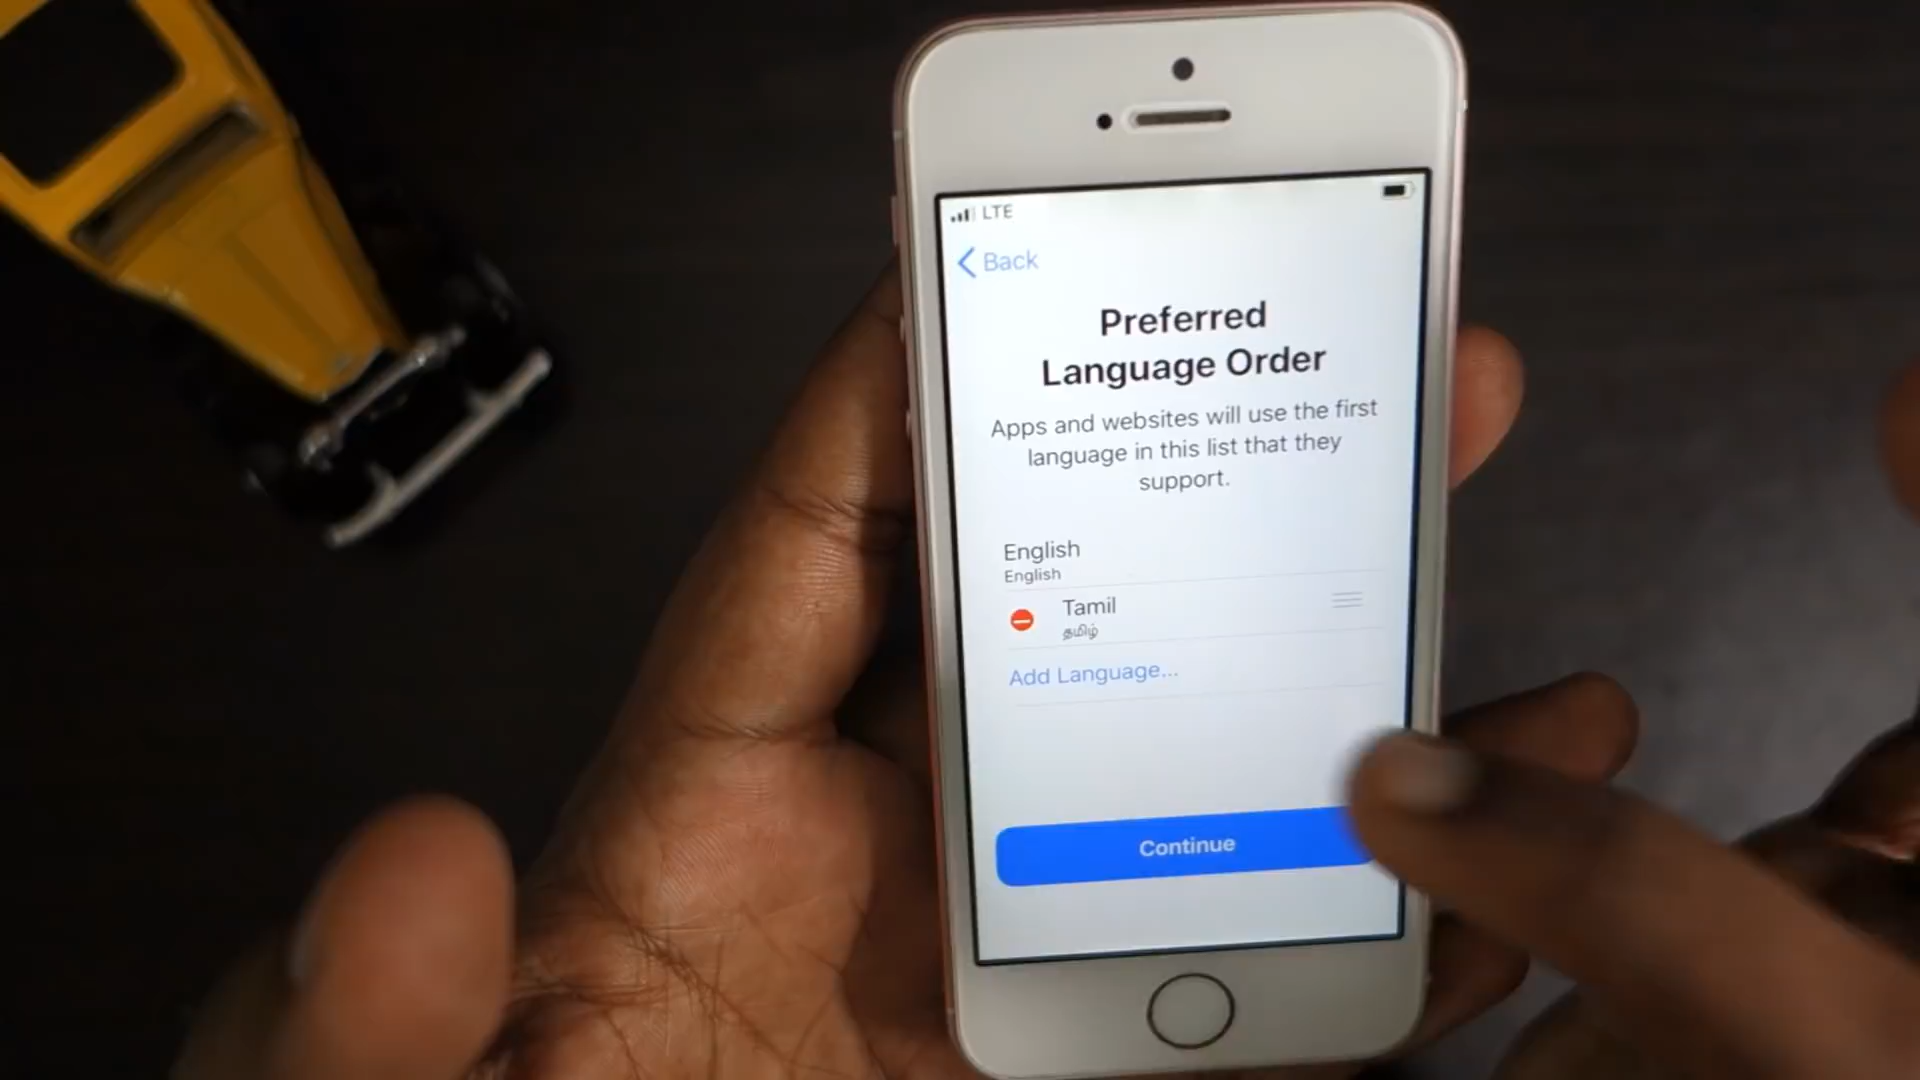 LTE
Back
Preferred
Language Order
Apps and websites will use the first
language in this list that they
support.
English
English
Tamil
தமிழ்
Add Language...
Continue